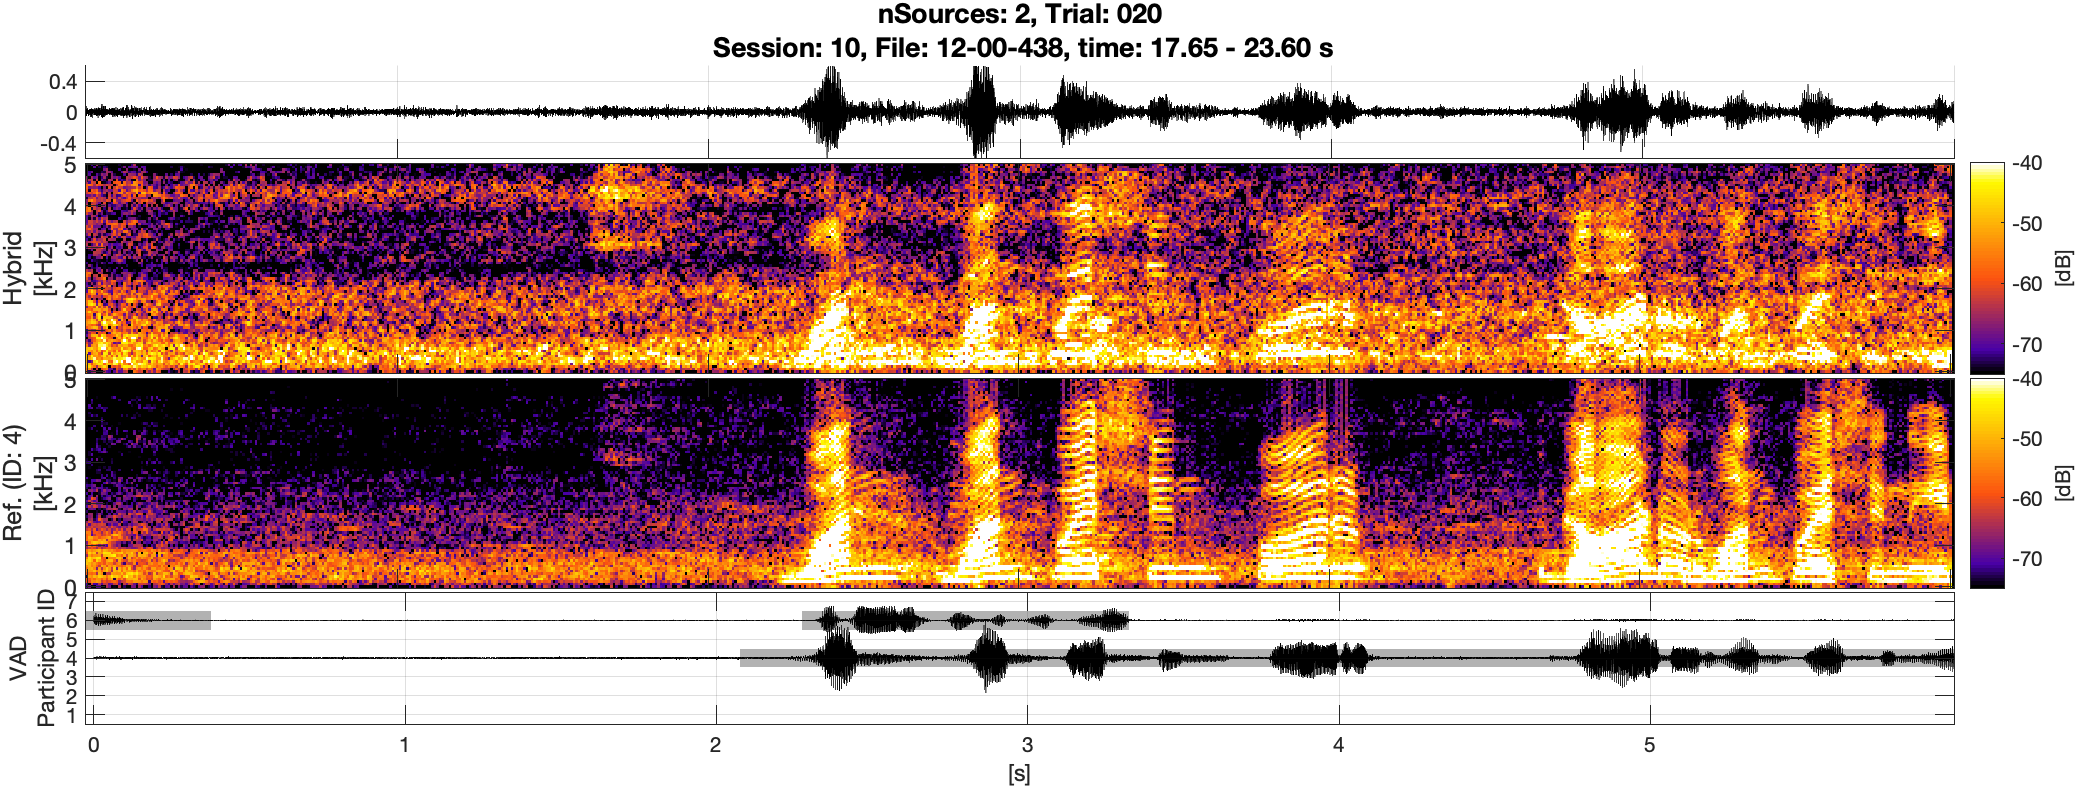 nSources: 2, Trial: 020
Session: 10, File: 12-00-438, time: 17.65 - 23.60 s
0.4
0
-0.4
Hybrid
[kHz]
5
4
3
2
1
0
-40
-50
-60
-70
[dB]
Ref. (ID: 4)
[kHz]
5
4
3
2
1
0
-40
-50
-60
-70
[dB]
VAD
Participant ID
7
6
5
4
3
2
1
0 1 2 3 4 5
[s]